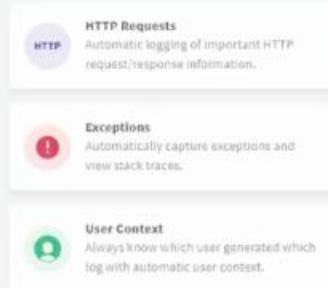 HTTP Requests
HTTP
Automatic logging of important HTTP
request/response information.
Exceptions
Automatically capture exceptions and
view stack traces.
User Context
Always know which user generated which
log with automatic user context.